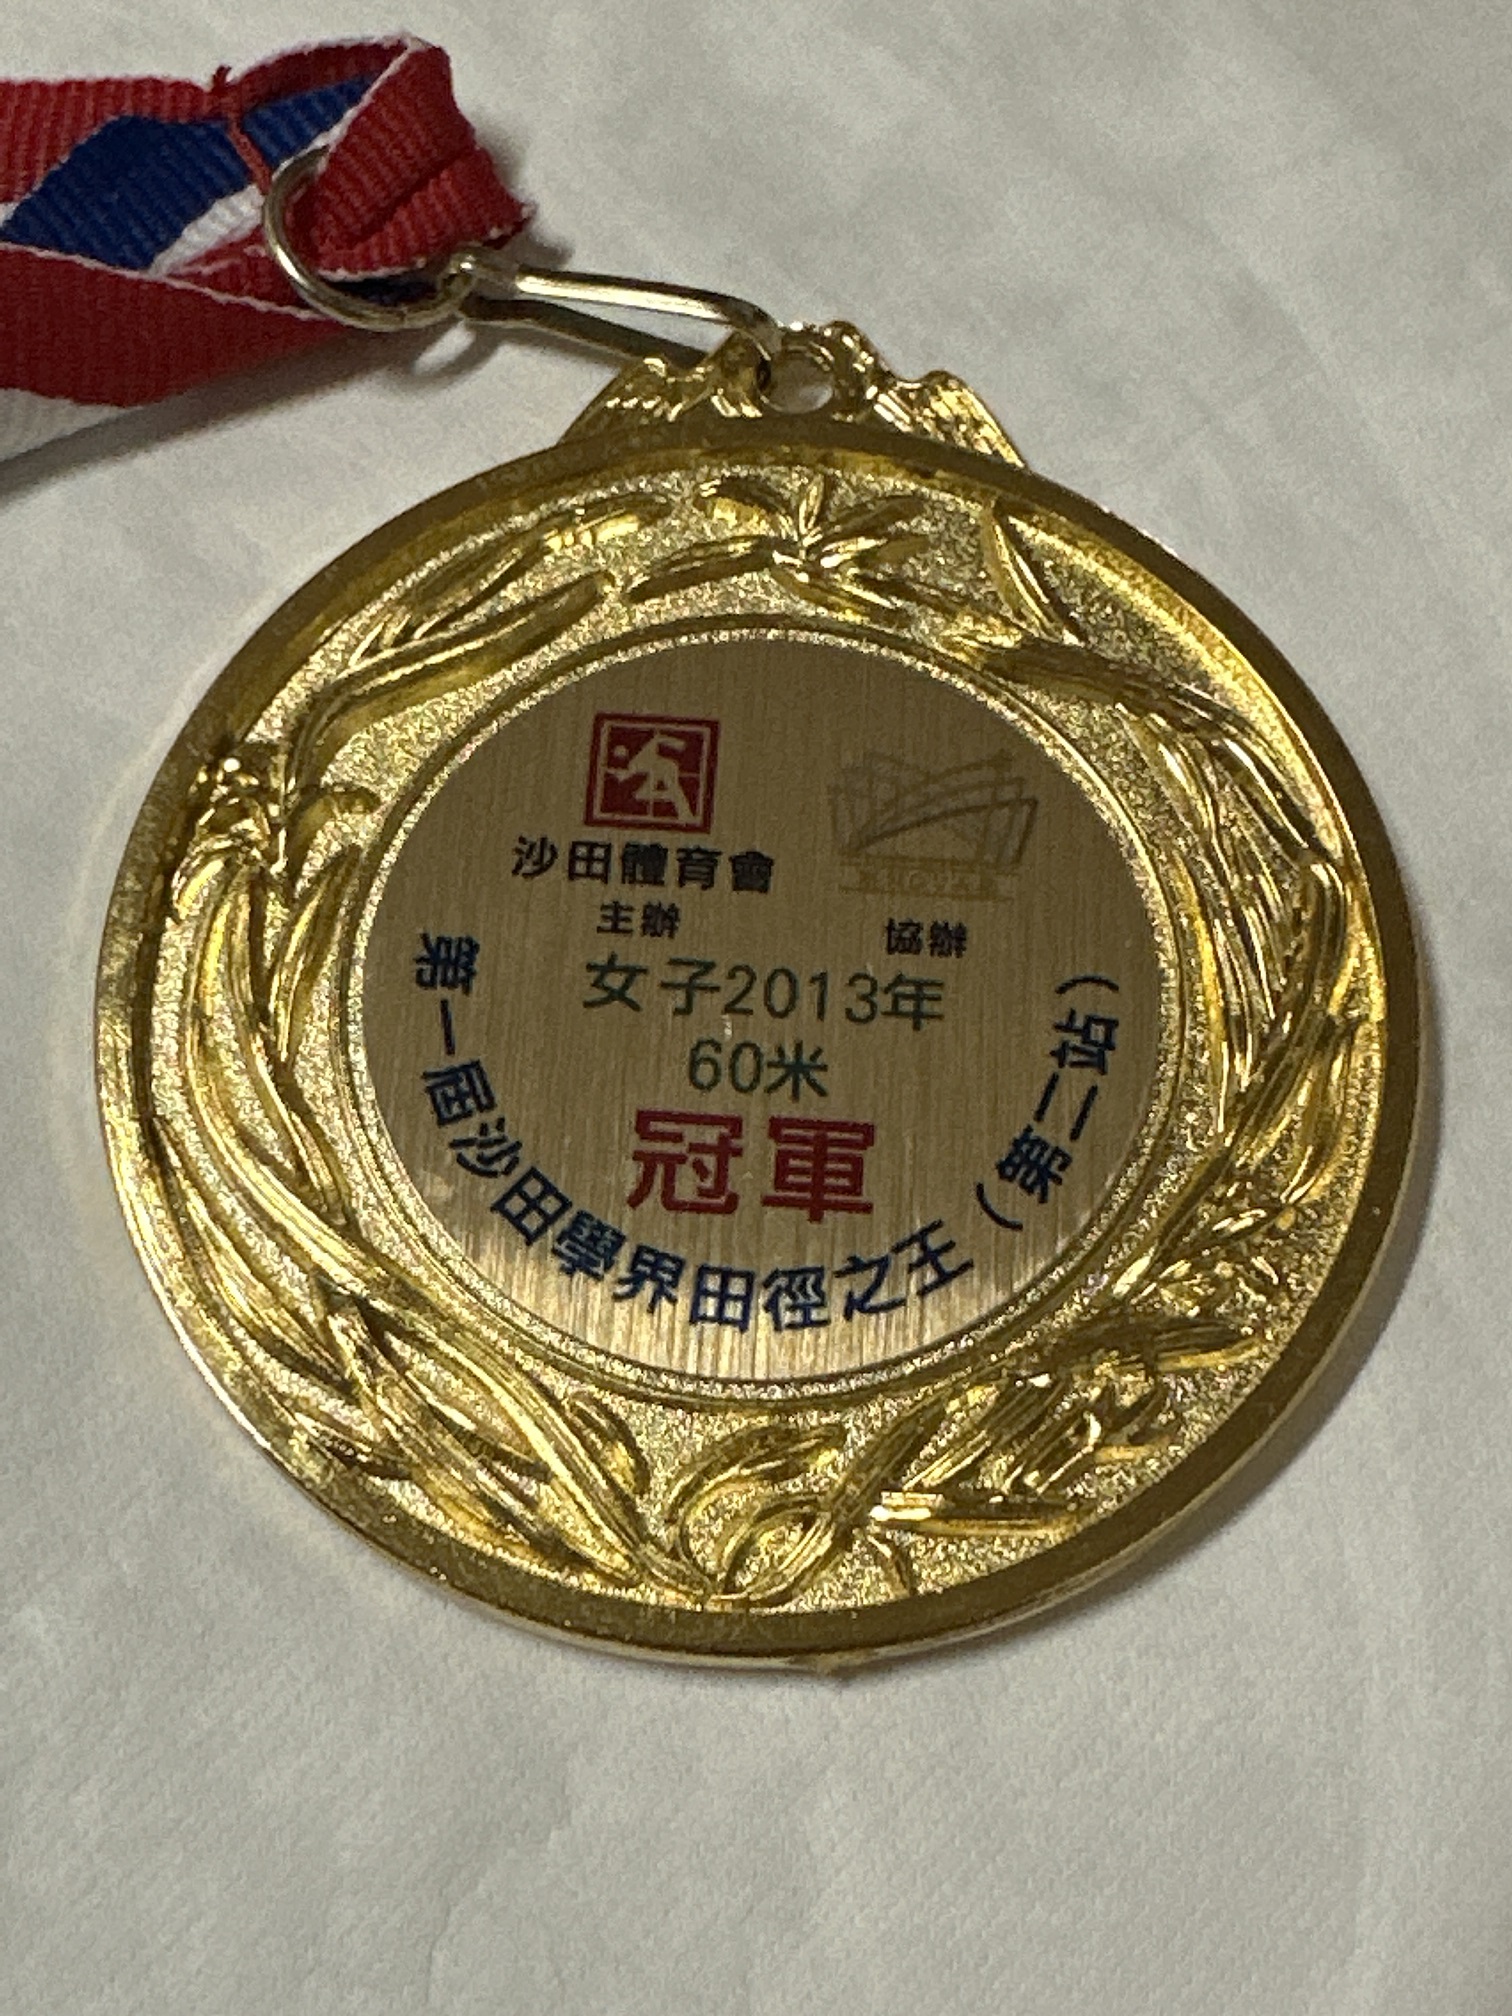 沙田體育會
主辦
協辦
女子2013年
60米
冠軍
第一屆沙田學界田徑之王（第二站）